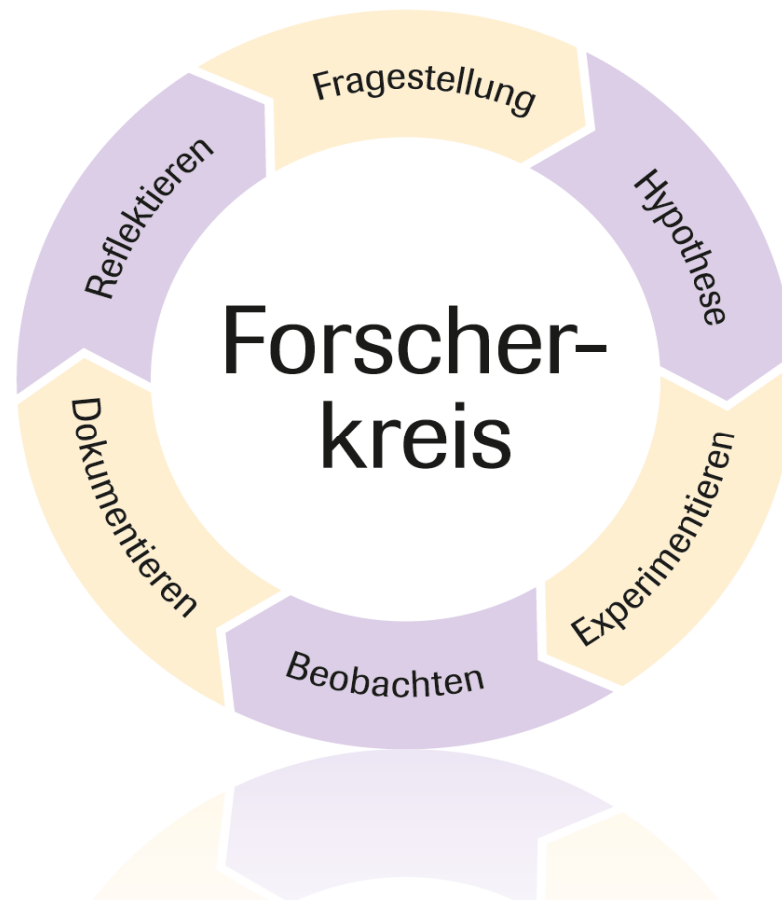 Forscher-
kreis
Fragestellung
Hypothese
Experimentieren
Beobachten
Dokumentieren
Reflektieren